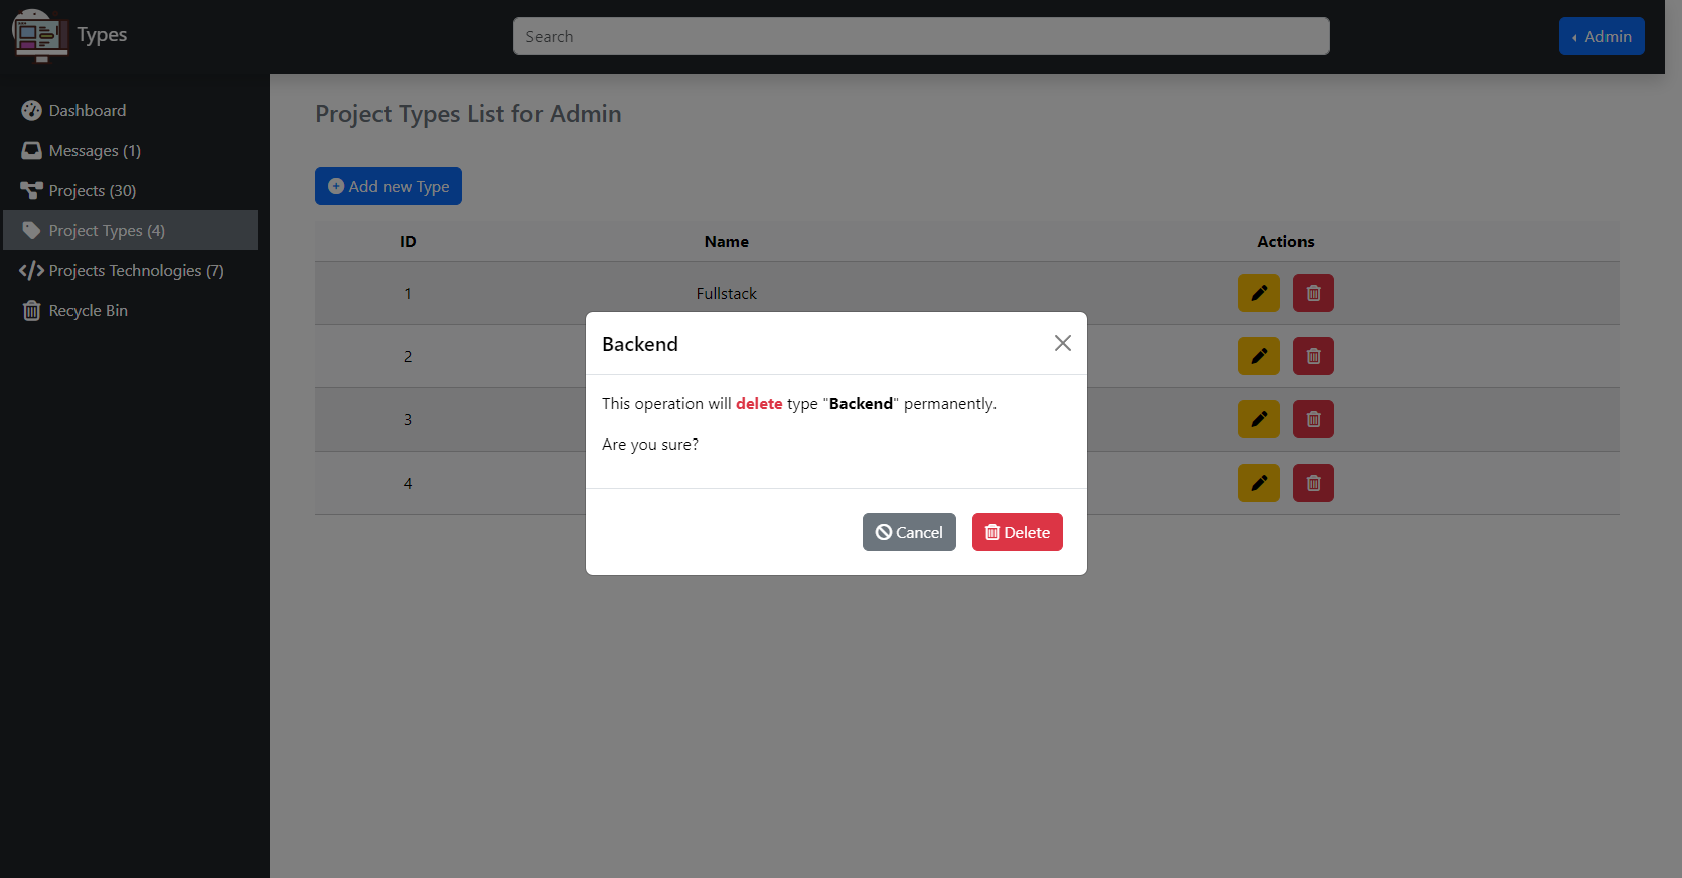 Types
Search
Admin
Dashboard
Messages (1)
Projects (30)
Project Types (4)
Projects Technologies (7)
Recycle Bin
Project Types List for Admin
Add new Type
ID Name Actions
1 Fullstack
2
3
4
Backend
This operation will delete type "Backend" permanently.
Are you sure?
Cancel Delete